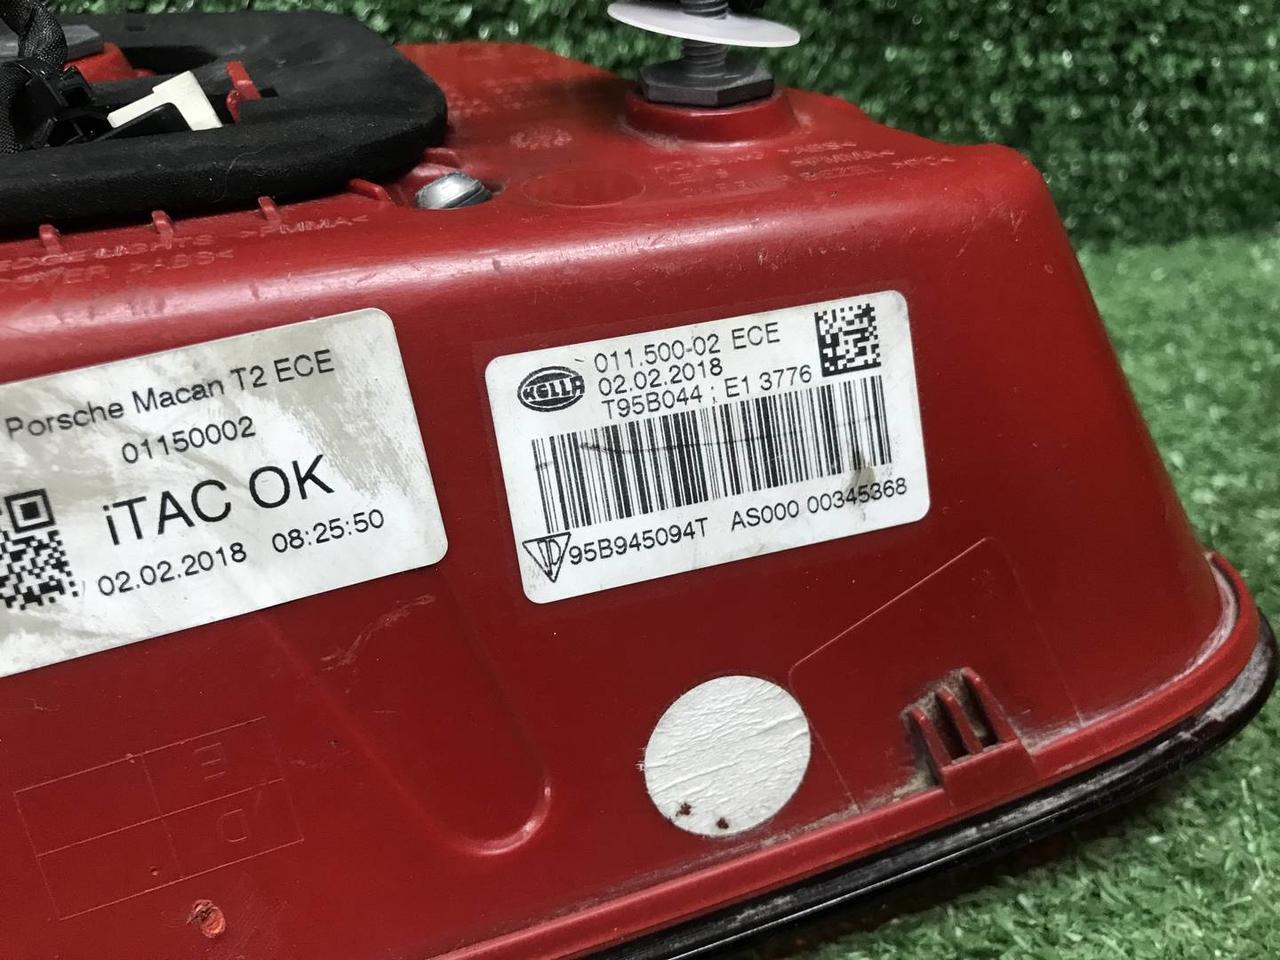 >PMMA<
>ABS<
Porsche Macan T2 ECE
01150002
iTAC OK
02.02.2018 08:25:50
HELLA
011.500-02 ECE
02.02.2018
T95B044 ; E1 3776
95B945094T AS000 00345368
E
D